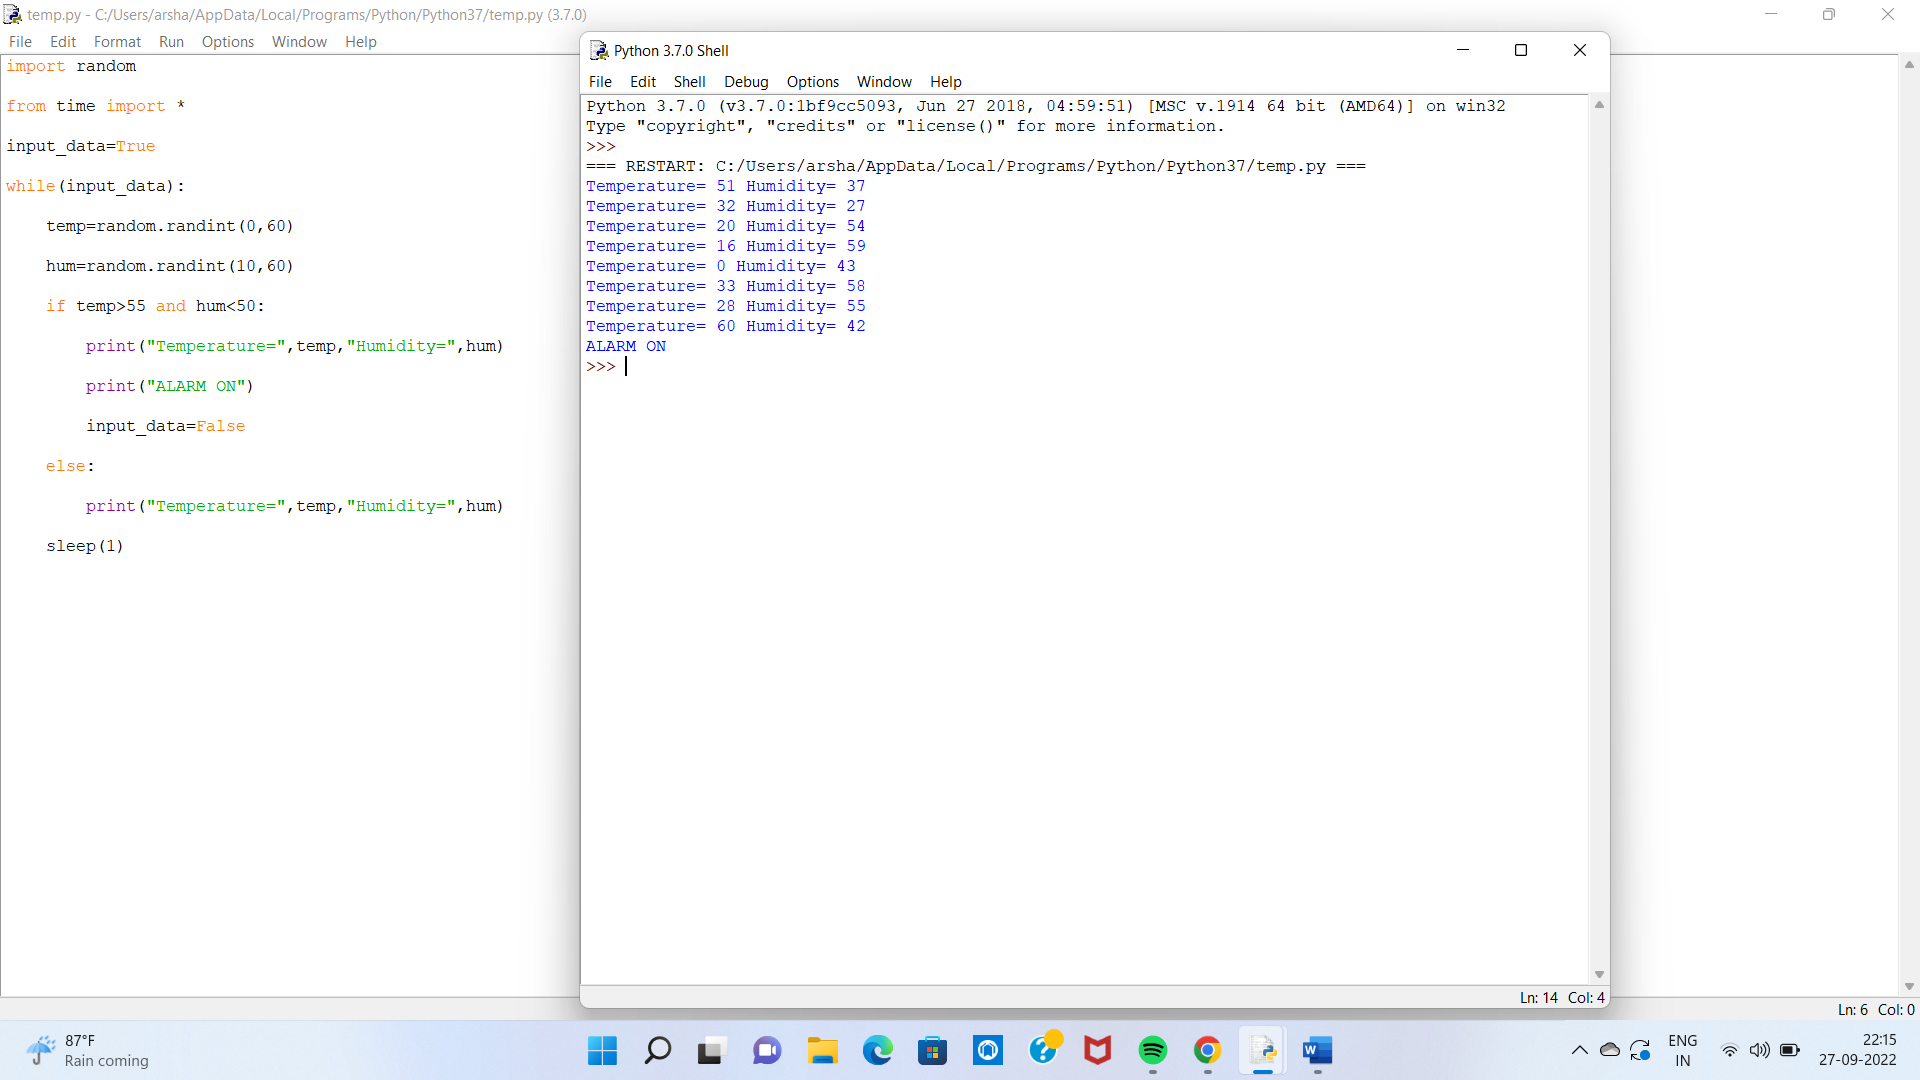 temp.py - C:/Users/arsha/AppData/Local/Programs/Python/Python37/temp.py (3.7.0)
File Edit Format Run Options Window Help
import random
from time import *
input_data=True
while(input_data):
    temp=random.randint(0,60)
    hum=random.randint(10,60)
    if temp>55 and hum<50:
        print("Temperature=",temp,"Humidity=",hum)
        print("ALARM ON")
        input_data=False
    else:
        print("Temperature=",temp,"Humidity=",hum)
    sleep(1)
Python 3.7.0 Shell
File Edit Shell Debug Options Window Help
Python 3.7.0 (v3.7.0:1bf9cc5093, Jun 27 2018, 04:59:51) [MSC v.1914 64 bit (AMD64)] on win32
Type "copyright", "credits" or "license()" for more information.
>>>
=== RESTART: C:/Users/arsha/AppData/Local/Programs/Python/Python37/temp.py ===
Temperature= 51 Humidity= 37
Temperature= 32 Humidity= 27
Temperature= 20 Humidity= 54
Temperature= 16 Humidity= 59
Temperature= 0 Humidity= 43
Temperature= 33 Humidity= 58
Temperature= 28 Humidity= 55
Temperature= 60 Humidity= 42
ALARM ON
>>>
Ln: 14 Col: 4
Ln: 6 Col: 0
87°F
Rain coming
ENG
IN
22:15
27-09-2022